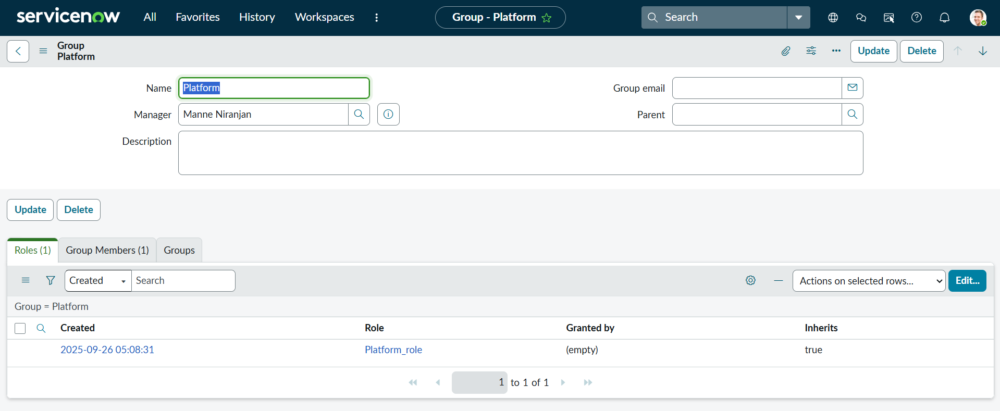 servicenow All Favorites History Workspaces Group - Platform Search
Group
Platform
Update Delete
Name Platform Group email
Manager Manne Niranjan Parent
Description
Update Delete
Roles (1) Group Members (1) Groups
Created Search Actions on selected rows... Edit...
Group = Platform
Created Role Granted by Inherits
2025-09-26 05:08:31 Platform_role (empty) true
1 to 1 of 1